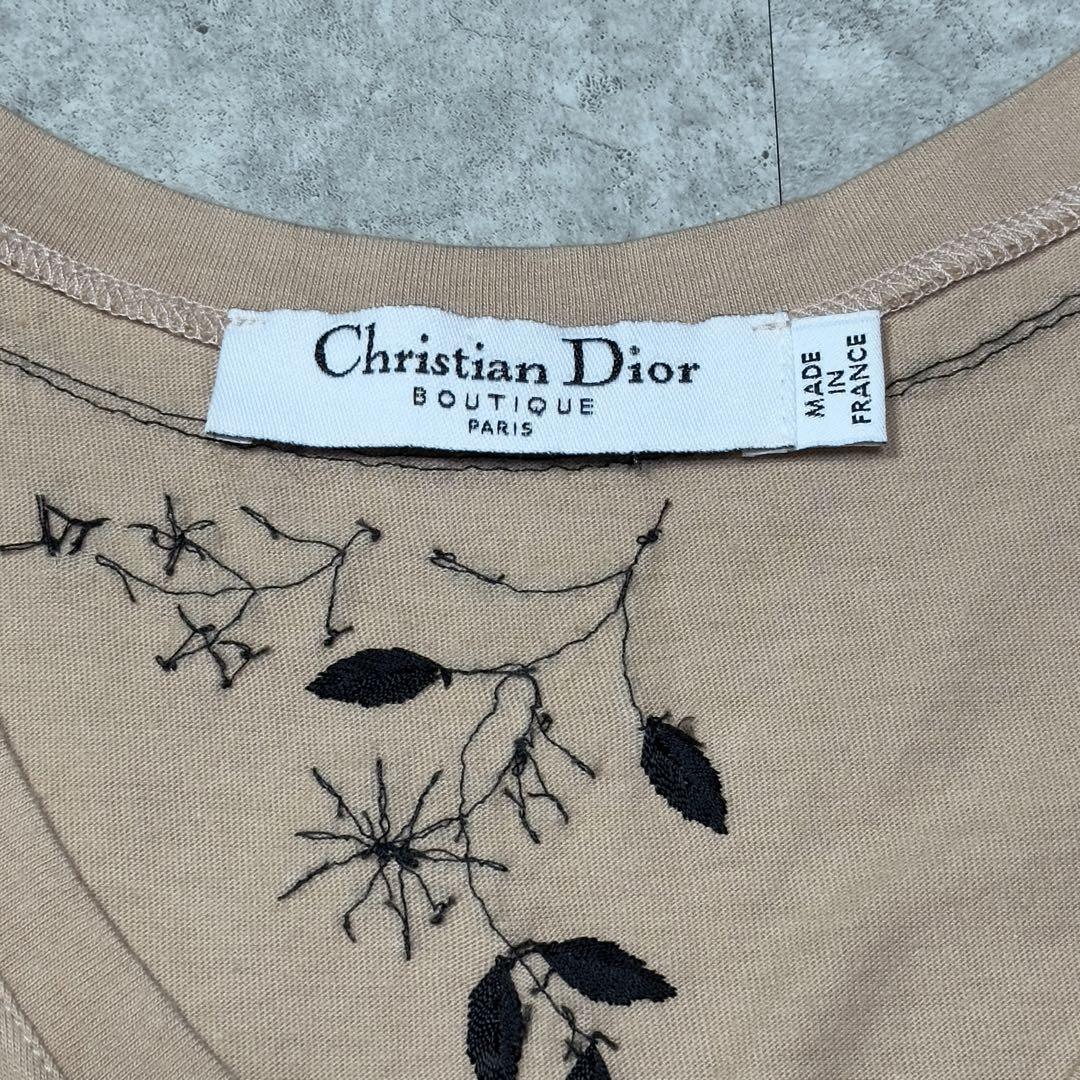 Christian Dior
BOUTIQUE
PARIS
MADE
IN
FRANCE